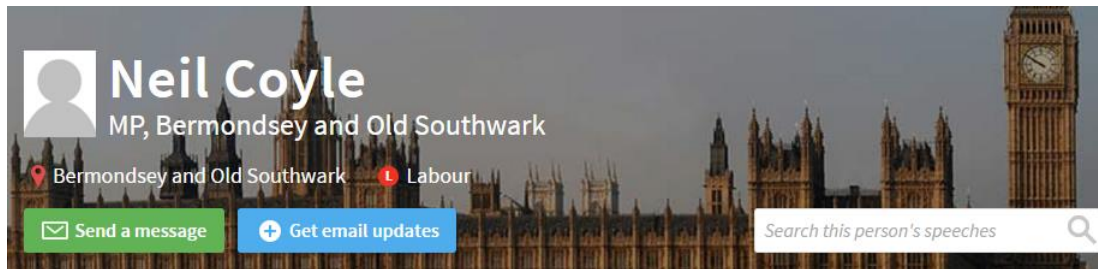 Neil Coyle
MP, Bermondsey and Old Southwark
Bermondsey and Old Southwark L Labour
Send a message Get email updates Search this person's speeches